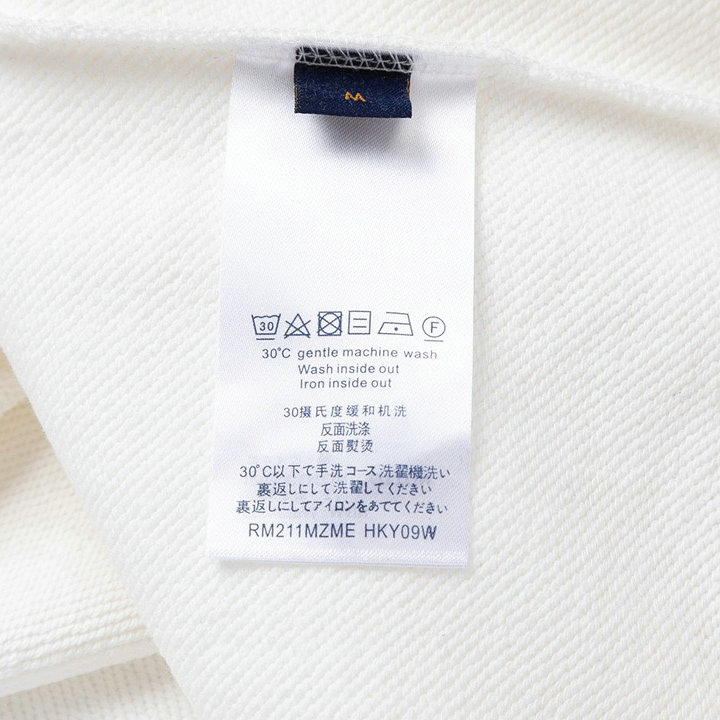 M
30
F
30°C gentle machine wash
Wash inside out
Iron inside out
30摄氏度缓和机洗
反面洗涤
反面熨烫
30°C以下で手洗コース洗濯機洗い
裏返しにして洗濯してください
裏返しにしてアイロンをあててください
RM211MZME HKY09W